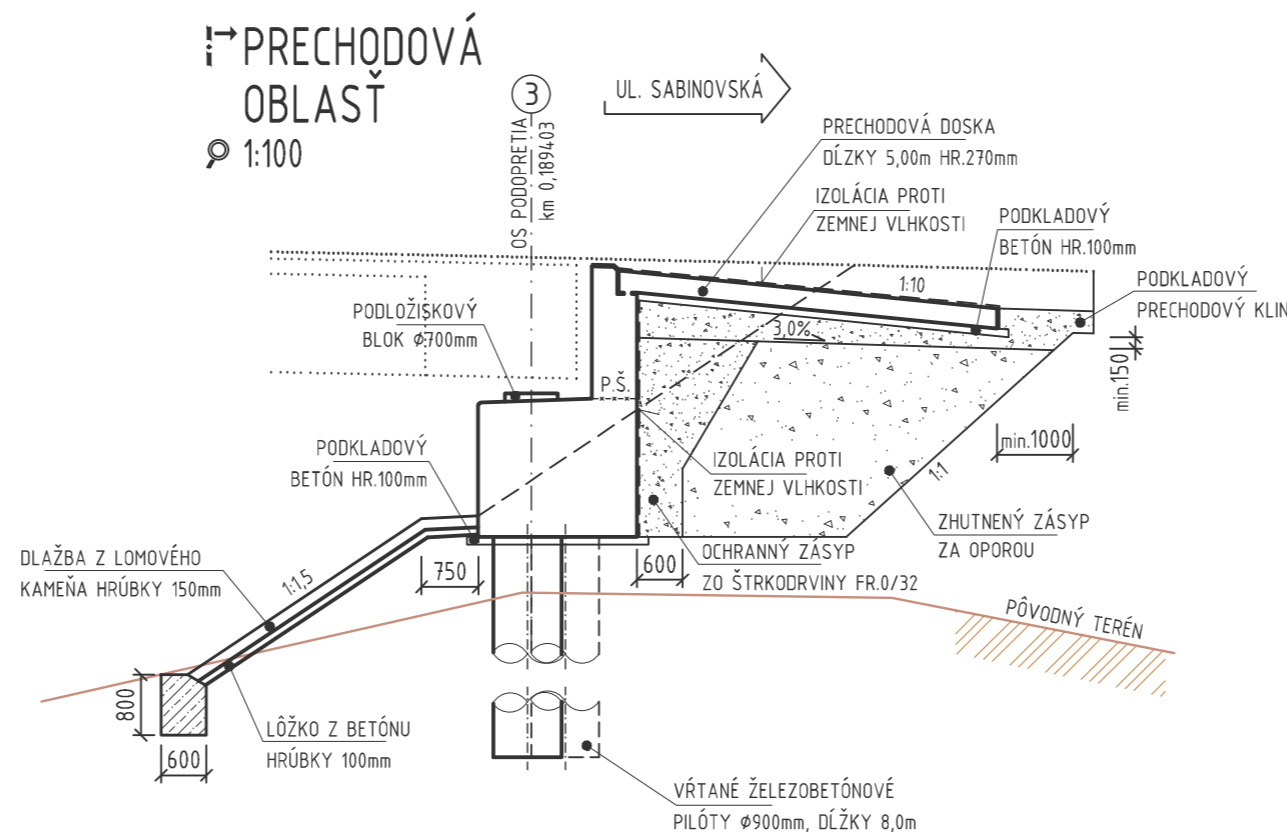 PRECHODOVÁ
OBLASŤ
1:100
3
OS PODOPRETIA
km 0,189403
UL. SABINOVSKÁ
PRECHODOVÁ DOSKA
DĹZKY 5,00m HR.270mm
IZOLÁCIA PROTI
ZEMNEJ VLHKOSTI
PODKLADOVÝ
BETÓN HR.100mm
PODKLADOVÝ
PRECHODOVÝ KLIN
1:10
3,0%
min.150
PODLOŽISKOVÝ
BLOK ϕ700mm
P.Š.
min.1000
1:1
PODKLADOVÝ
BETÓN HR.100mm
IZOLÁCIA PROTI
ZEMNEJ VLHKOSTI
ZHUTNENÝ ZÁSYP
ZA OPOROU
OCHRANNÝ ZÁSYP
ZO ŠTRKODRVINY FR.0/32
600
750
DLAŽBA Z LOMOVÉHO
KAMEŇA HRÚBKY 150mm
1:1,5
PÔVODNÝ TERÉN
800
600
LÔŽKO Z BETÓNU
HRÚBKY 100mm
VŔTANÉ ŽELEZOBETÓNOVÉ
PILÓTY ϕ900mm, DĹŽKY 8,0m